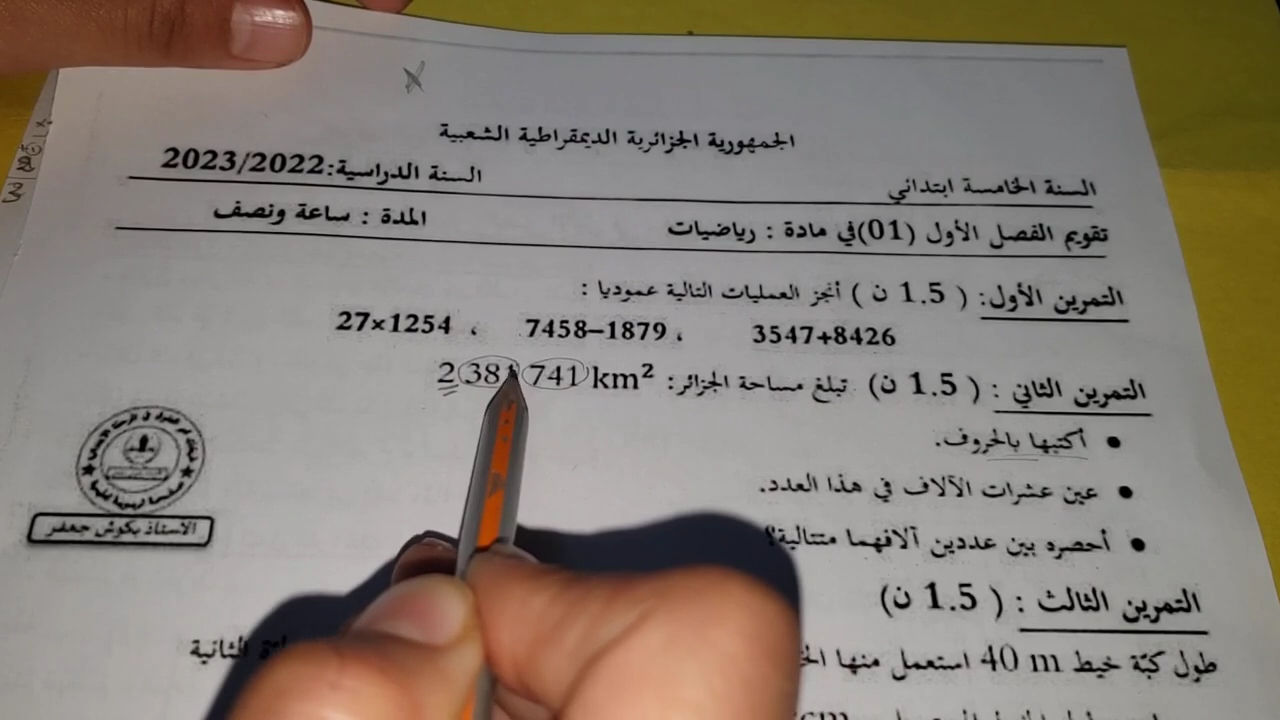 الجمهورية الجزائرية الديمقراطية الشعبية
السنة الخامسة ابتدائي السنة الدراسية:2023/2022
تقويم الفصل الأول (01)في مادة : رياضيات المدة : ساعة ونصف
التمرين الأول: ( 1.5 ن ) أنجز العمليات التالية عموديا :
3547+8426 ، 7458–1879 ، 27×1254
التمرين الثاني : ( 1.5 ن) تبلغ مساحة الجزائر: 2 381 741 km²
• أكتبها بالحروف.
• عين عشرات الآلاف في هذا العدد.
• أحصره بين عددين آلافهما متتالية؟
الأستاذ بكوش جعفر
التمرين الثالث : ( 1.5 ن)
طول كبّة خيط 40 m استعمل منها الثانية